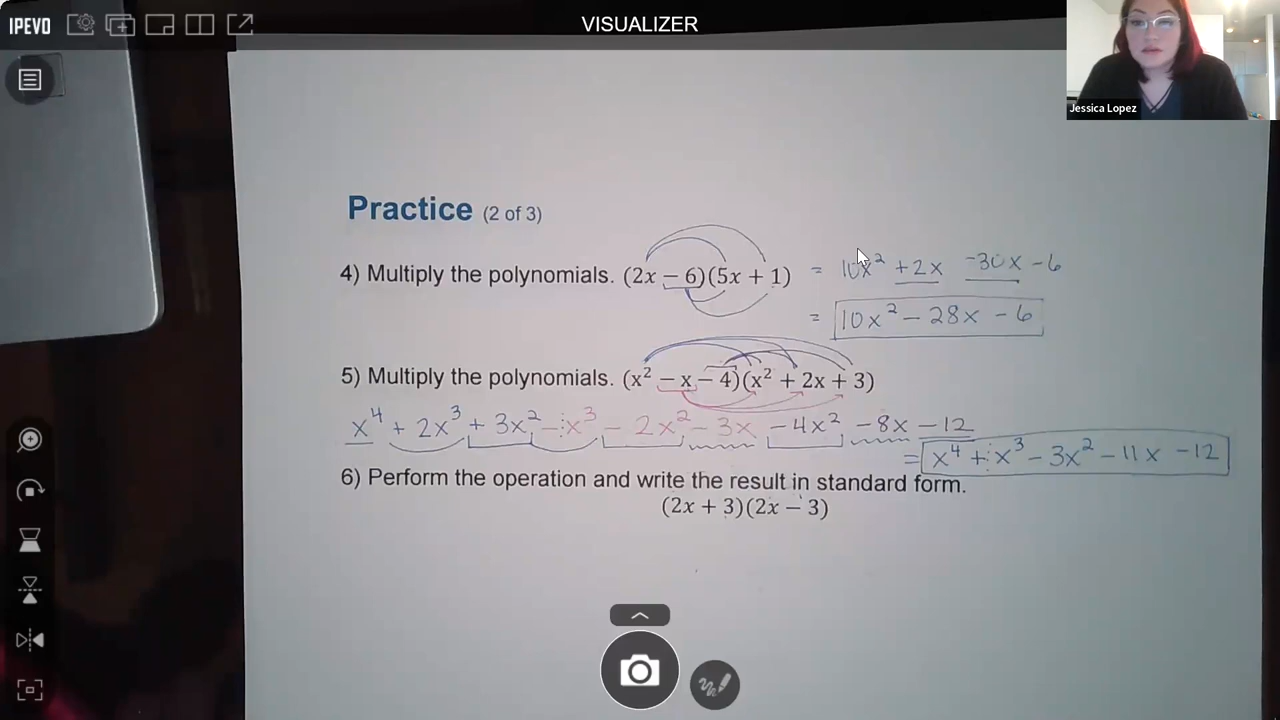 IPEVO
VISUALIZER
Jessica Lopez
Practice (2 of 3)
4) Multiply the polynomials. (2x − 6)(5x + 1) = 10x² + 2x -30x - 6
= 10x² - 28x - 6
5) Multiply the polynomials. (x² − x − 4)(x² + 2x + 3)
x⁴ + 2x³ + 3x² - x³ - 2x² - 3x - 4x² - 8x - 12
= x⁴ + x³ - 3x² - 11x - 12
6) Perform the operation and write the result in standard form.
(2x + 3)(2x − 3)